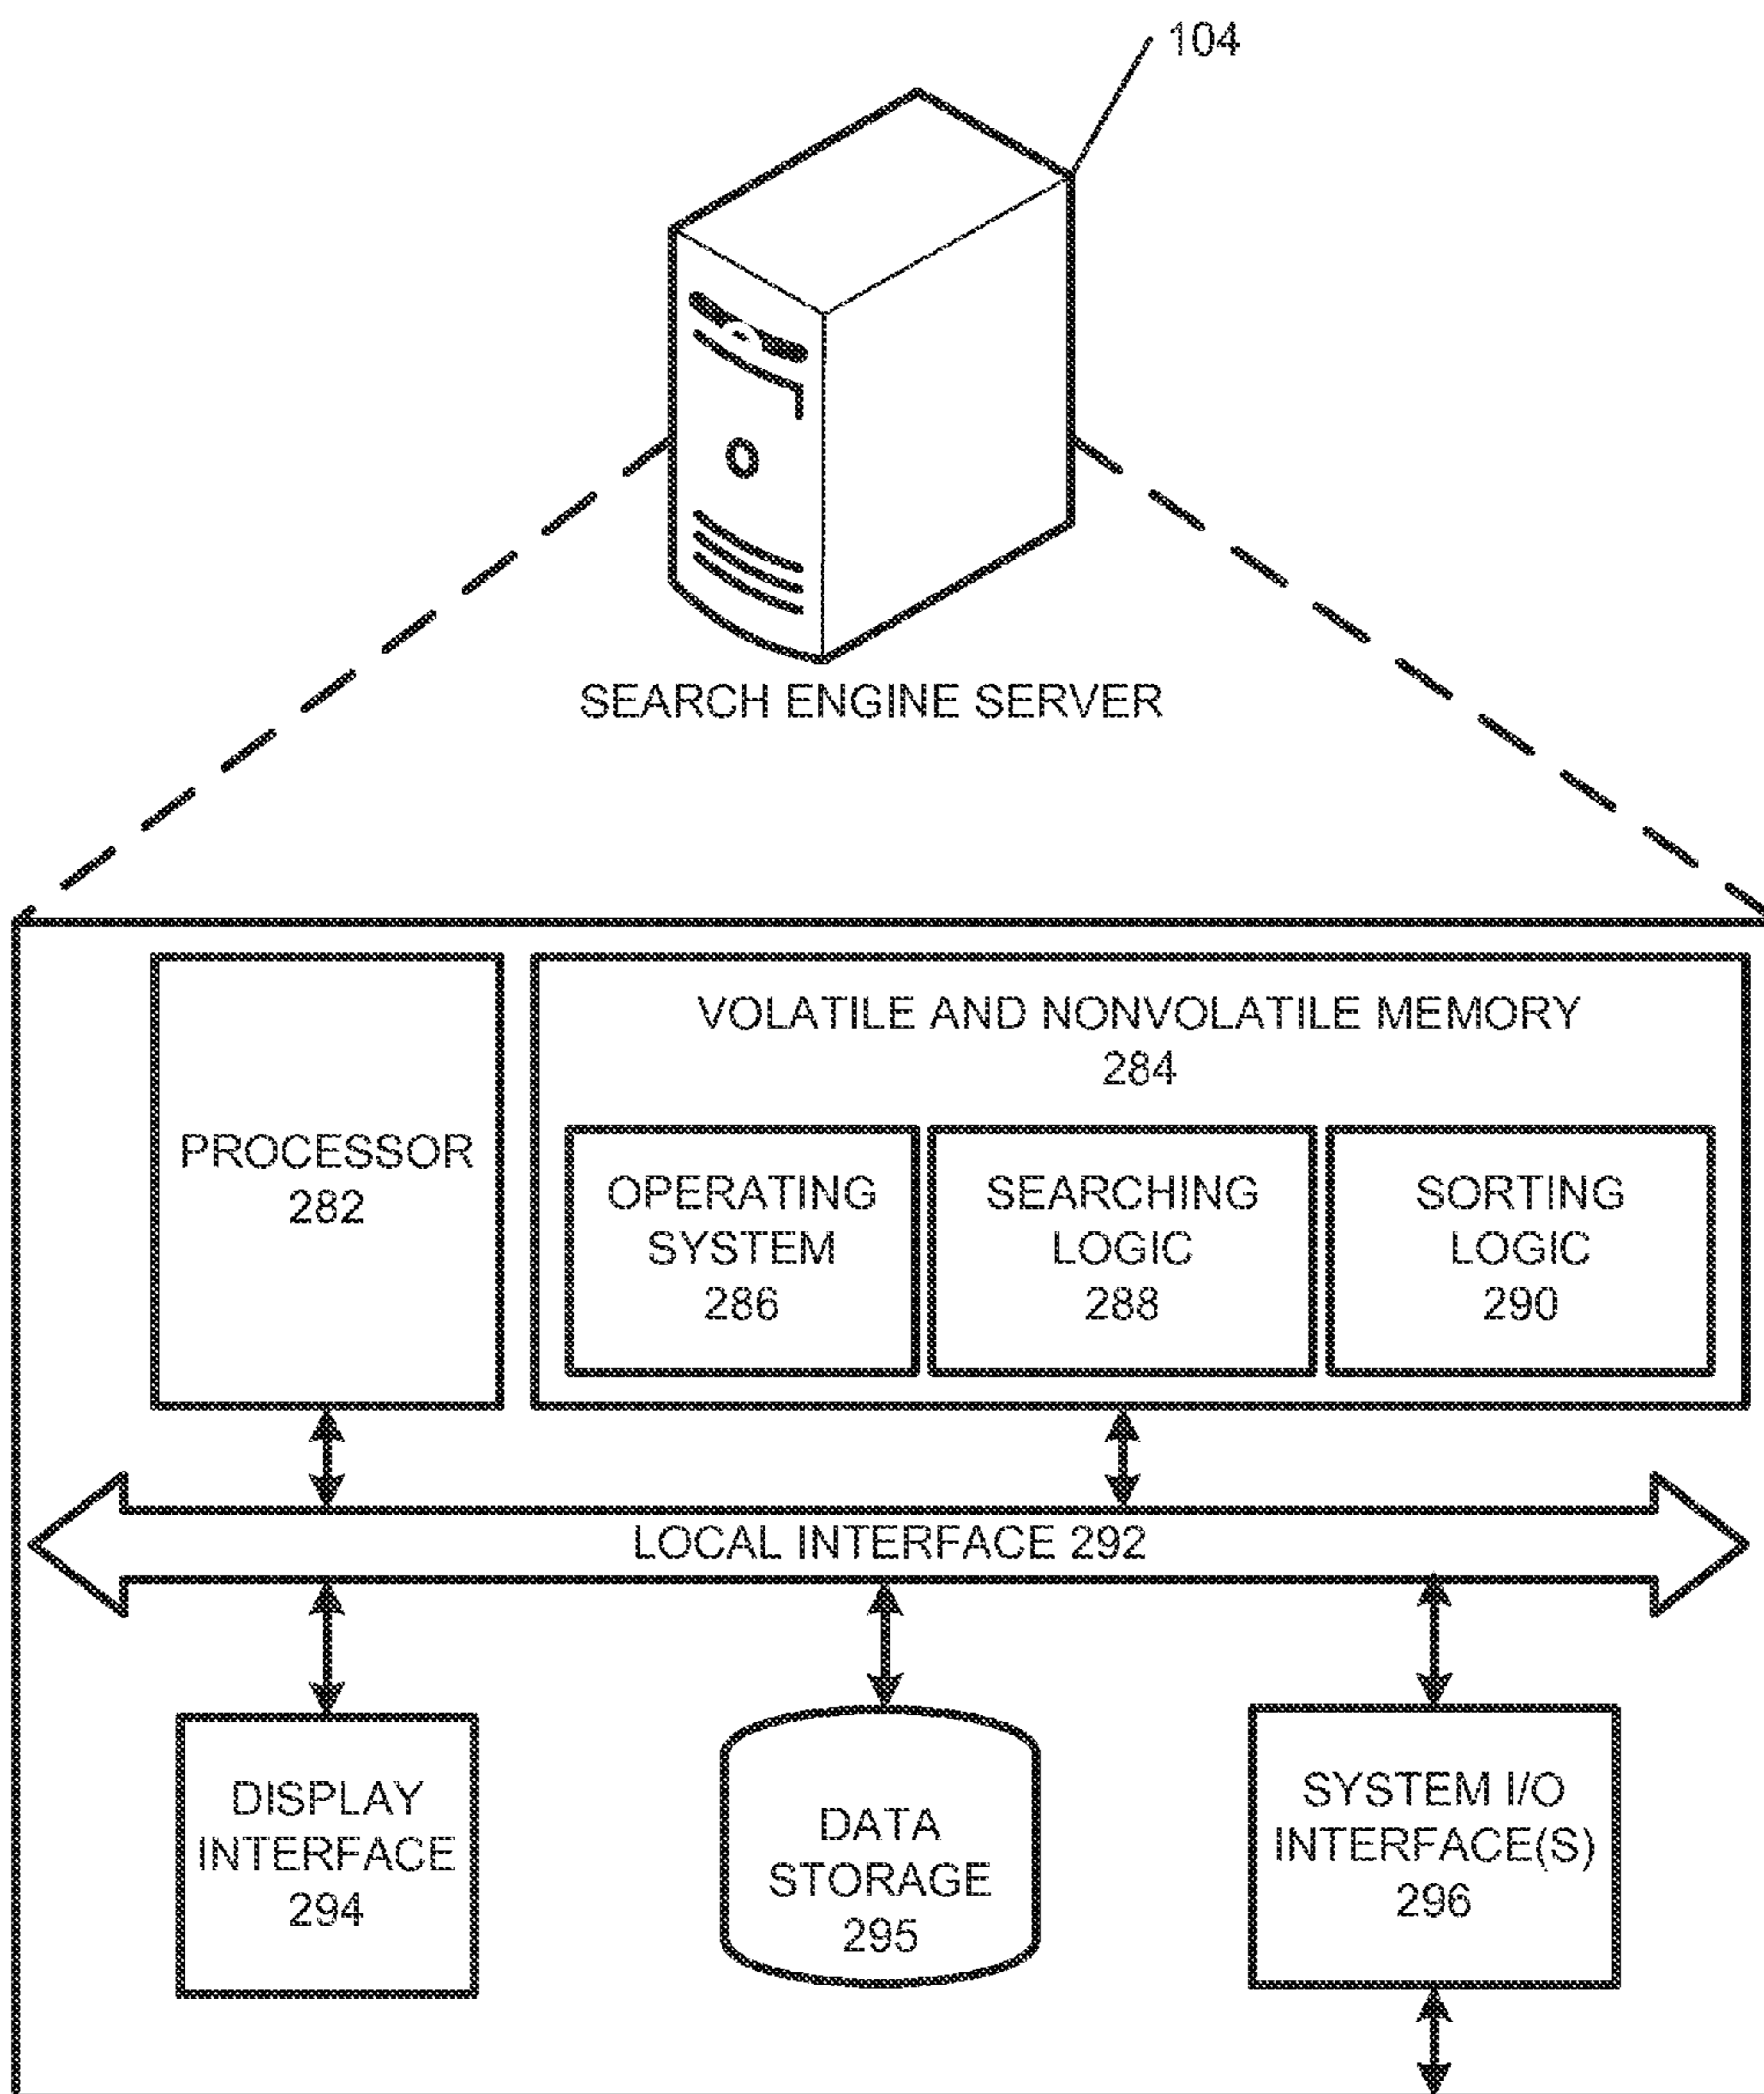 104
SEARCH ENGINE SERVER
PROCESSOR
282
VOLATILE AND NONVOLATILE MEMORY
284
OPERATING
SYSTEM
286
SEARCHING
LOGIC
288
SORTING
LOGIC
290
LOCAL INTERFACE 292
DISPLAY
INTERFACE
294
DATA
STORAGE
295
SYSTEM I/O
INTERFACE(S)
296